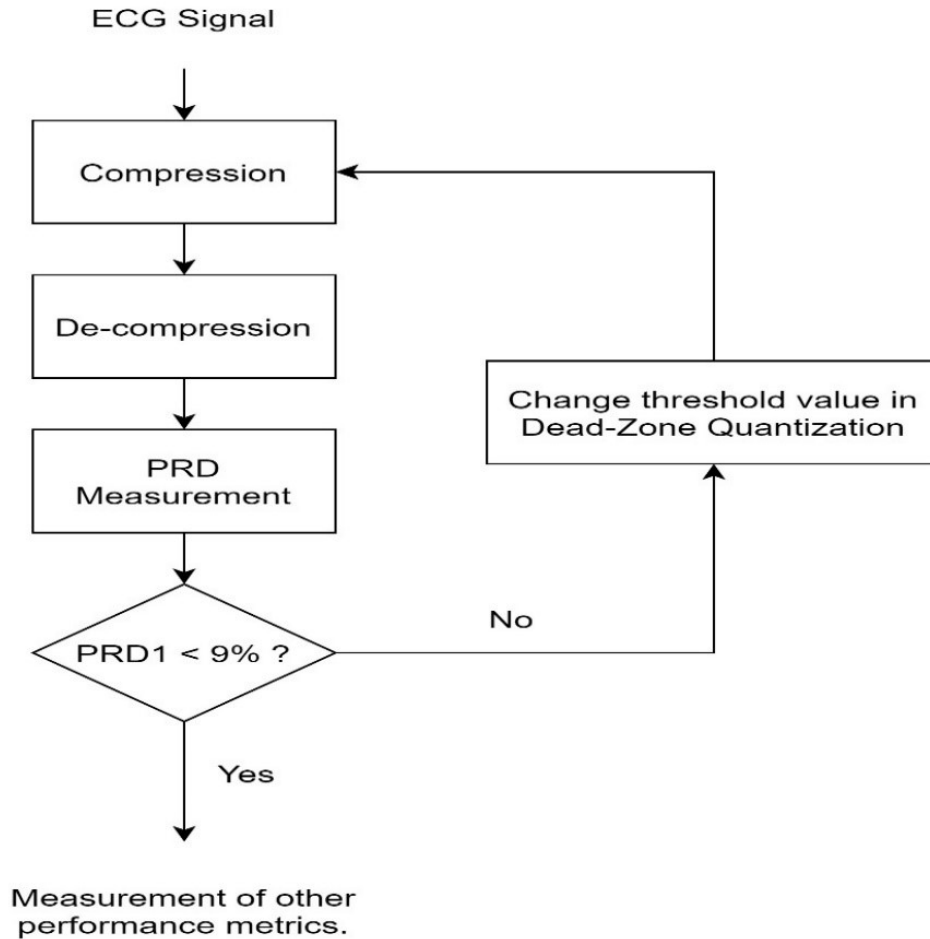 ECG Signal
Compression
De-compression
Change threshold value in
Dead-Zone Quantization
PRD
Measurement
PRD1 < 9% ?
No
Yes
Measurement of other
performance metrics.